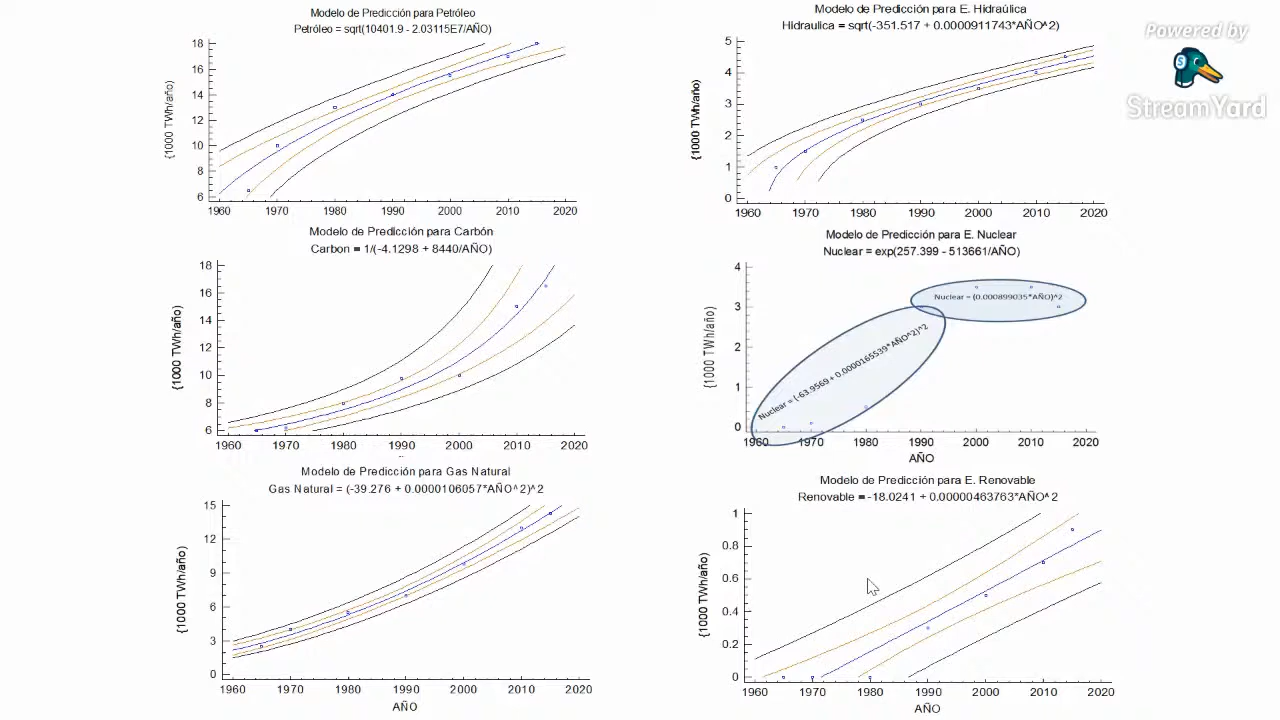 Modelo de Predicción para Petróleo
Petróleo = sqrt(10401.9 - 2.03115E7/AÑO)
{1000 TWh/año)
18
16
14
12
10
8
6
1960 1970 1980 1990 2000 2010 2020
Modelo de Predicción para E. Hidraúlica
Hidraulica = sqrt(-351.517 + 0.0000911743*AÑO^2)
{1000 TWh/año)
5
4
3
2
1
0
1960 1970 1980 1990 2000 2010 2020
Powered by
S
StreamYard
Modelo de Predicción para Carbón
Carbon = 1/(-4.1298 + 8440/AÑO)
{1000 TWh/año)
18
16
14
12
10
8
6
1960 1970 1980 1990 2000 2010 2020
Modelo de Predicción para E. Nuclear
Nuclear = exp(257.399 - 513661/AÑO)
{1000 TWh/año)
4
3
2
1
0
Nuclear = (0.000899035*AÑO)^2
Nuclear = (-63.9569 + 0.0000165539*AÑO^2)^2
1960 1970 1980 1990 2000 2010 2020
AÑO
Modelo de Predicción para Gas Natural
Gas Natural = (-39.276 + 0.0000106057*AÑO^2)^2
{1000 TWh/año)
15
12
9
6
3
0
1960 1970 1980 1990 2000 2010 2020
AÑO
Modelo de Predicción para E. Renovable
Renovable = -18.0241 + 0.00000463763*AÑO^2
{1000 TWh/año)
1
0.8
0.6
0.4
0.2
0
1960 1970 1980 1990 2000 2010 2020
AÑO